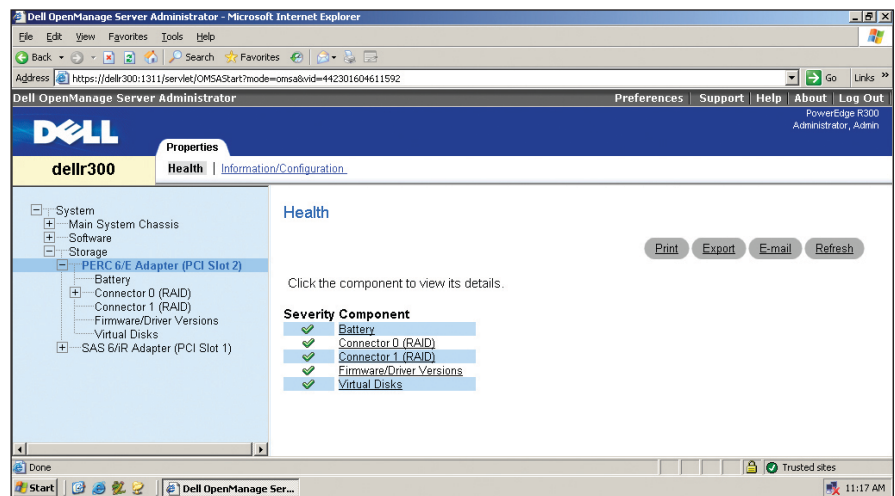 Dell OpenManage Server Administrator - Microsoft Internet Explorer
File Edit View Favorites Tools Help
Back Search Favorites
Address https://dellr300:1311/servlet/OMSAStart?mode=omsa&vid=442301604611592 Go Links »
Dell OpenManage Server Administrator Preferences Support Help About Log Out
PowerEdge R300
Administrator, Admin
DELL
Properties
dellr300 Health Information/Configuration
System
Main System Chassis
Software
Storage
PERC 6/E Adapter (PCI Slot 2)
Battery
Connector 0 (RAID)
Connector 1 (RAID)
Firmware/Driver Versions
Virtual Disks
SAS 6/iR Adapter (PCI Slot 1)
Health
Print Export E-mail Refresh
Click the component to view its details.
Severity Component
Battery
Connector 0 (RAID)
Connector 1 (RAID)
Firmware/Driver Versions
Virtual Disks
Done Trusted sites
Start Dell OpenManage Ser... 11:17 AM